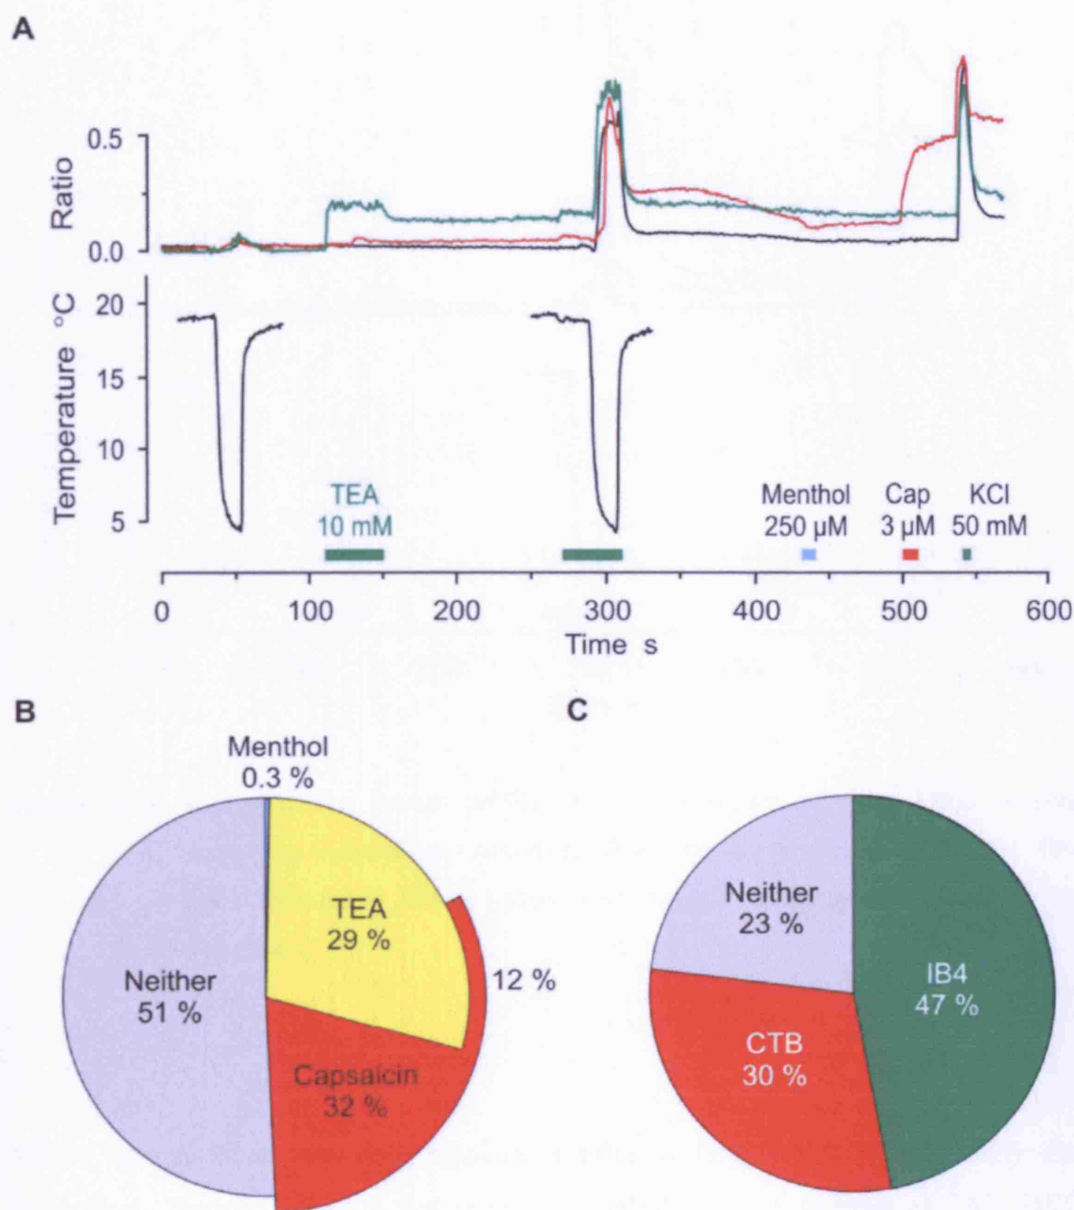 A
0.5
Ratio
0.0
20
15
10
5
Temperature °C
TEA
10 mM
Menthol
250 µM
Cap
3 µM
KCl
50 mM
0
100
200
300
400
500
600
Time s
B
Menthol
0.3 %
TEA
29 %
12 %
Neither
51 %
Capsaicin
32 %
C
Neither
23 %
IB4
47 %
CTB
30 %